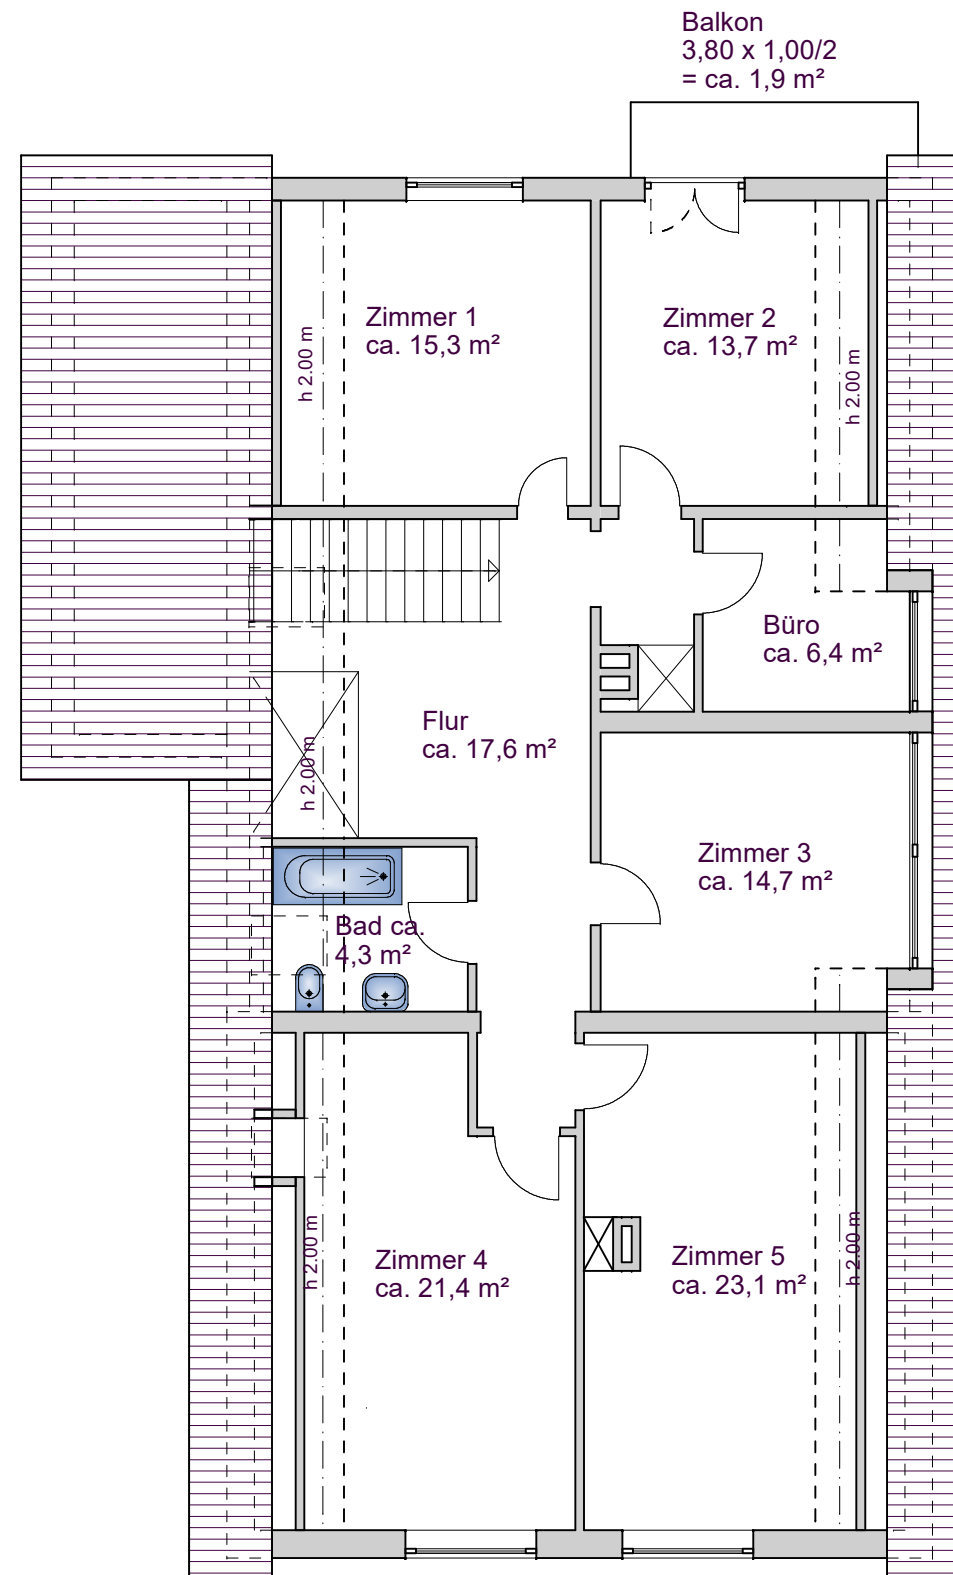 Balkon
3,80 x 1,00/2
= ca. 1,9 m²
Zimmer 1
ca. 15,3 m²
Zimmer 2
ca. 13,7 m²
h 2.00 m
h 2.00 m
Büro
ca. 6,4 m²
Flur
ca. 17,6 m²
h 2.00 m
Zimmer 3
ca. 14,7 m²
Bad ca.
4,3 m²
Zimmer 4
ca. 21,4 m²
Zimmer 5
ca. 23,1 m²
h 2.00 m
h 2.00 m